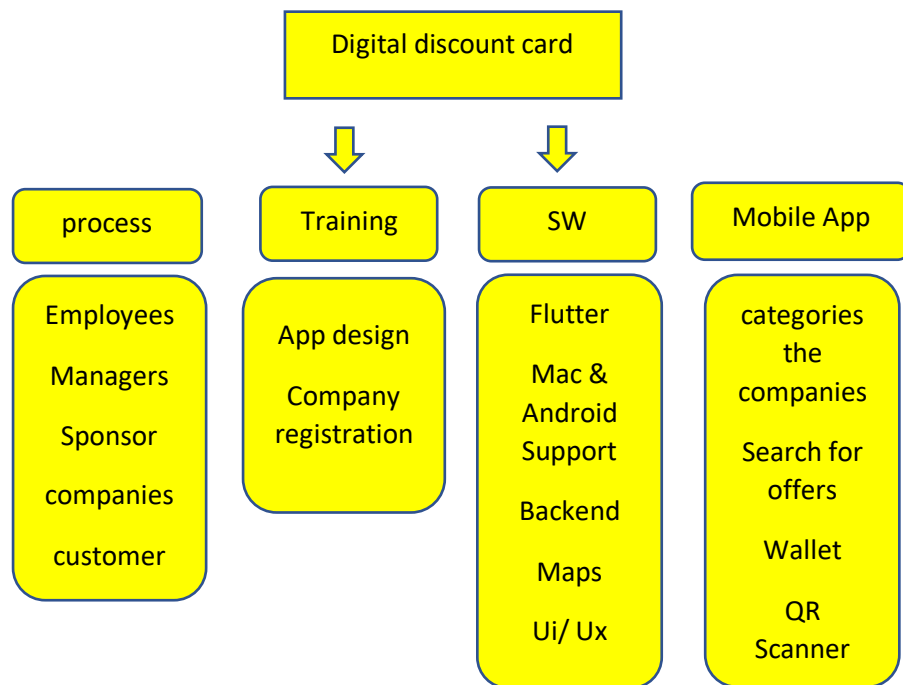 Digital discount card
process
Training
SW
Mobile App
Employees
Managers
Sponsor
companies
customer
App design
Company
registration
Flutter
Mac &
Android
Support
Backend
Maps
Ui/ Ux
categories
the
companies
Search for
offers
Wallet
QR
Scanner